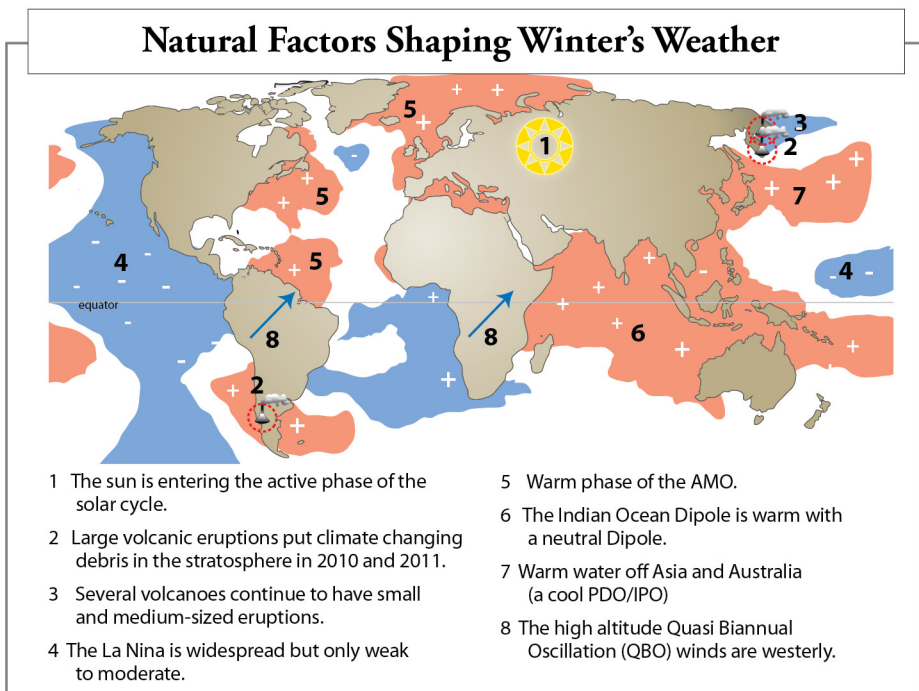 Natural Factors Shaping Winter's Weather
5
1
3
2
5
7
5
4
4
equator
8
8
6
2
1 The sun is entering the active phase of the
solar cycle.
2 Large volcanic eruptions put climate changing
debris in the stratosphere in 2010 and 2011.
3 Several volcanoes continue to have small
and medium-sized eruptions.
4 The La Nina is widespread but only weak
to moderate.
5 Warm phase of the AMO.
6 The Indian Ocean Dipole is warm with
a neutral Dipole.
7 Warm water off Asia and Australia
(a cool PDO/IPO)
8 The high altitude Quasi Biannual
Oscillation (QBO) winds are westerly.